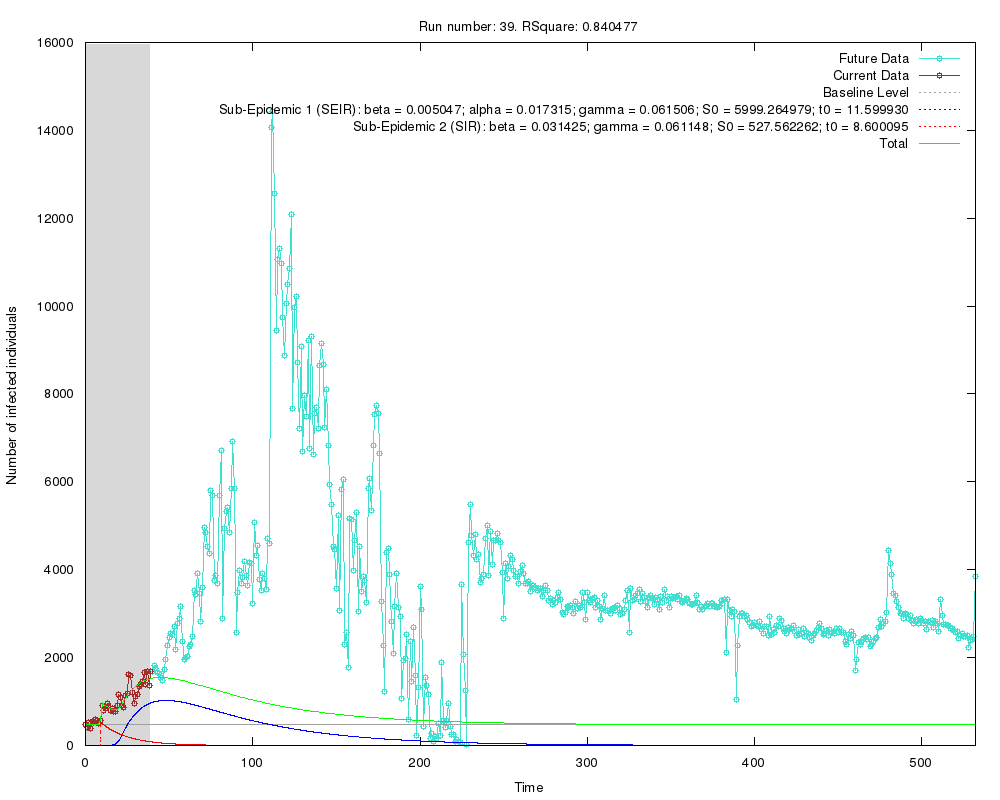 Run number: 39. RSquare: 0.840477
16000
14000
12000
10000
8000
6000
4000
2000
0
Number of infected individuals
Future Data
Current Data
Baseline Level
Sub-Epidemic 1 (SEIR): beta = 0.005047; alpha = 0.017315; gamma = 0.061506; S0 = 5999.264979; t0 = 11.599930
Sub-Epidemic 2 (SIR): beta = 0.031425; gamma = 0.061148; S0 = 527.562262; t0 = 8.600095
Total
0 100 200 300 400 500
Time